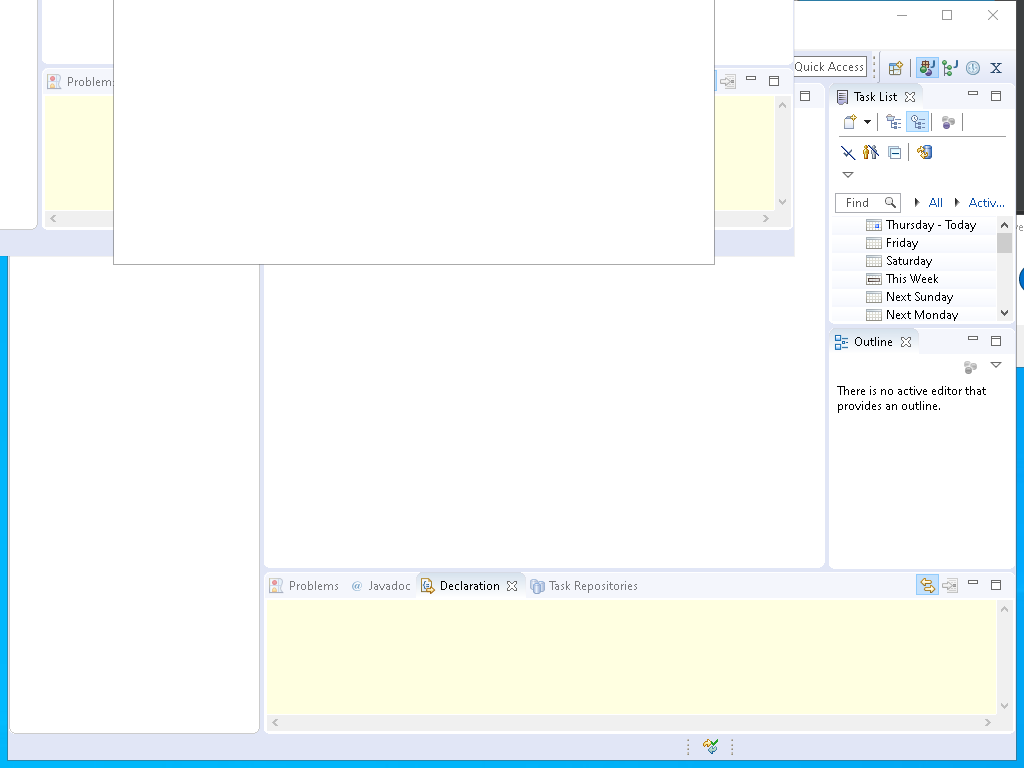 Problem
Quick Access
Task List
Find
All
Activ...
Thursday - Today
Friday
Saturday
This Week
Next Sunday
Next Monday
Outline
There is no active editor that
provides an outline.
Problems
@ Javadoc
Declaration
Task Repositories